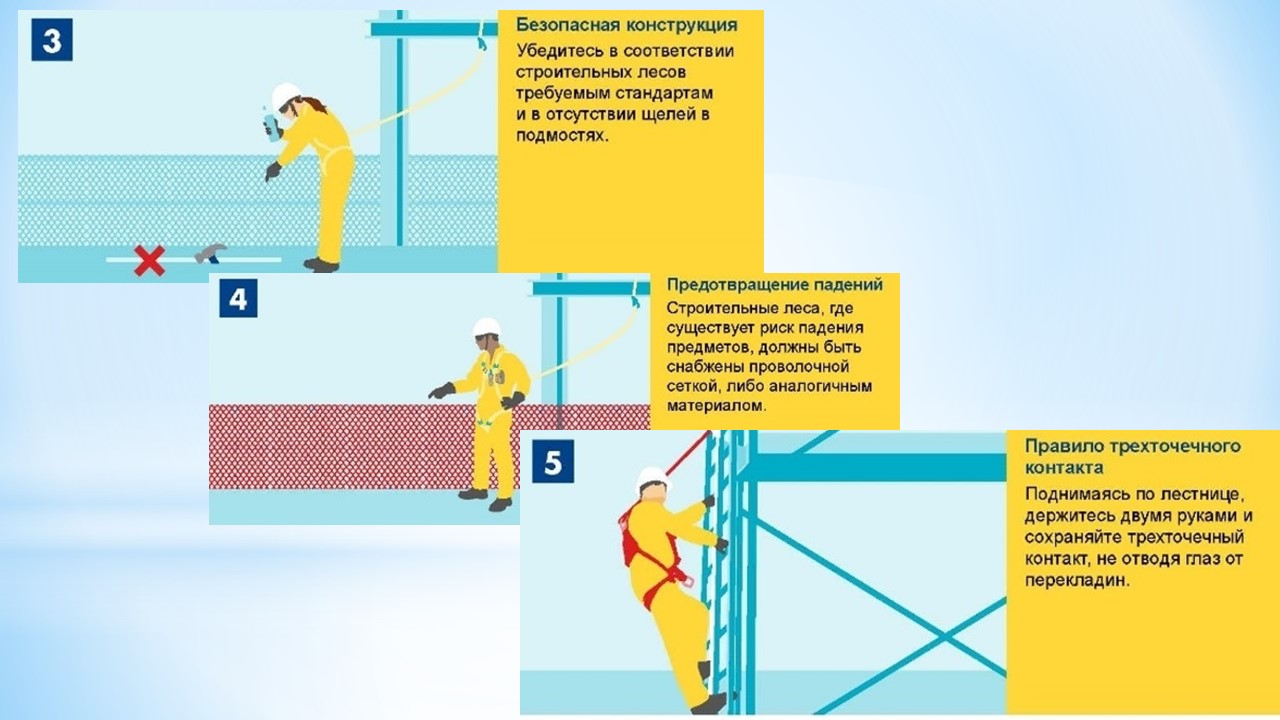 3
Безопасная конструкция
Убедитесь в соответствии
строительных лесов
требуемым стандартам
и в отсутствии щелей в
подмостях.
4
Предотвращение падений
Строительные леса, где
существует риск падения
предметов, должны быть
снабжены проволочной
сеткой, либо аналогичным
материалом.
5
Правило трехточечного
контакта
Поднимаясь по лестнице,
держитесь двумя руками и
сохраняйте трехточечный
контакт, не отводя глаз от
перекладин.